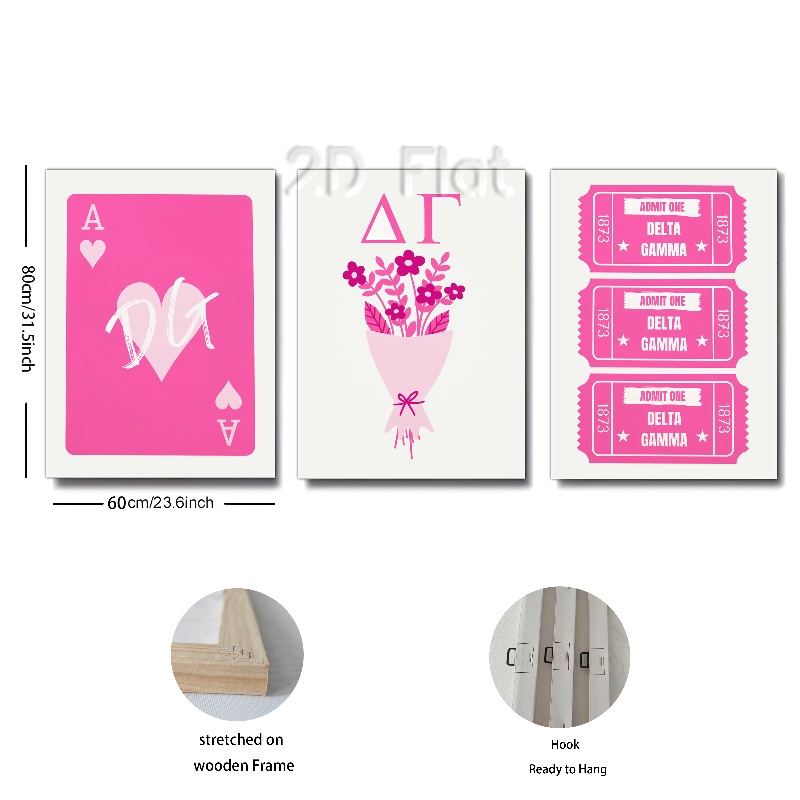 2D Flat
80cm/31.5inch
A
DG
A
60cm/23.6inch
ΔΓ
ADMIT ONE
1873
DELTA
GAMMA
1873
ADMIT ONE
1873
DELTA
GAMMA
1873
ADMIT ONE
1873
DELTA
GAMMA
1873
stretched on
wooden Frame
Hook
Ready to Hang